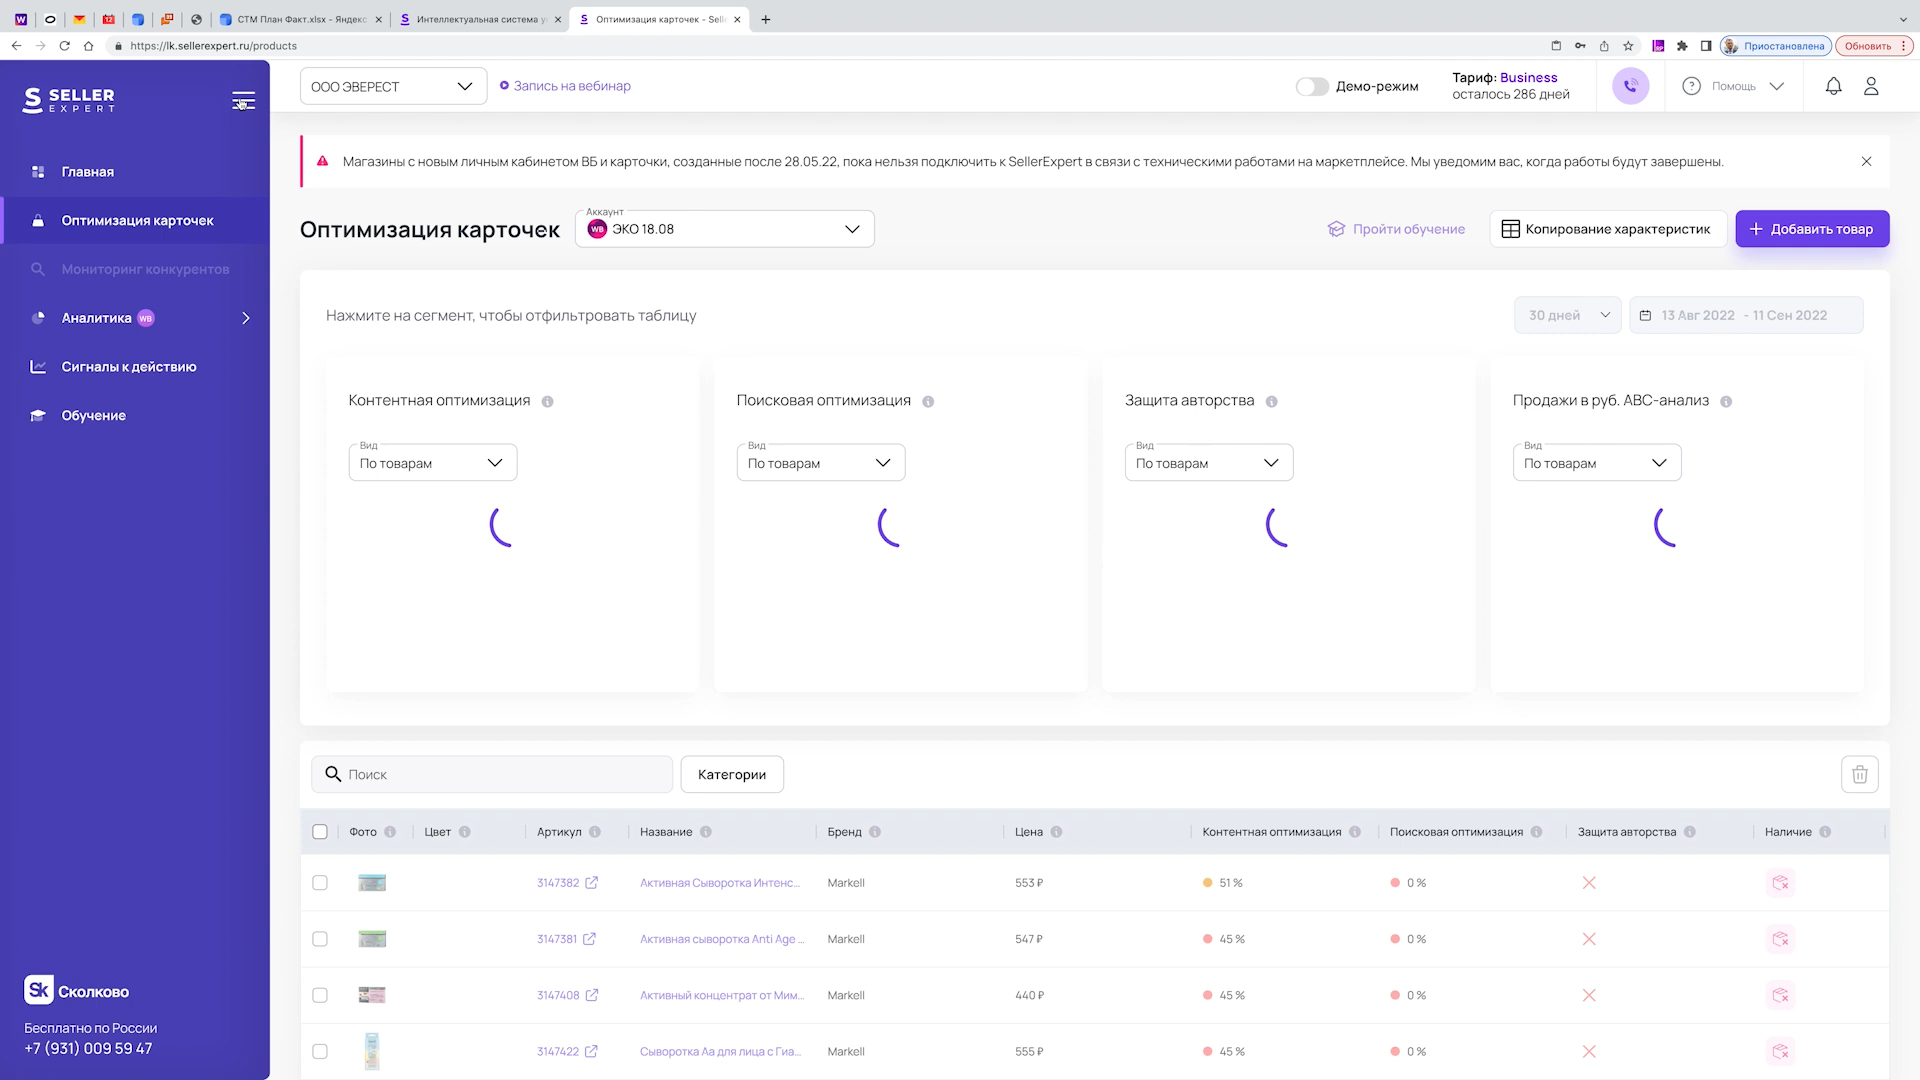 СТМ План Факт.xlsx - Яндекс
Интеллектуальная система у
Оптимизация карточек - Sell
https://lk.sellerexpert.ru/products
Приостановлена
Обновить
SELLER
EXPERT
ООО ЭВЕРЕСТ
Запись на вебинар
Демо-режим
Тариф: Business
осталось 286 дней
Помощь
Главная
Оптимизация карточек
Мониторинг конкурентов
Аналитика WB
Сигналы к действию
Обучение
Sk Сколково
Бесплатно по России
+7 (931) 009 59 47
Магазины с новым личным кабинетом ВБ и карточки, созданные после 28.05.22, пока нельзя подключить к SellerExpert в связи с техническими работами на маркетплейсе. Мы уведомим вас, когда работы будут завершены.
Оптимизация карточек
Аккаунт
WB ЭКО 18.08
Пройти обучение
Копирование характеристик
Добавить товар
Нажмите на сегмент, чтобы отфильтровать таблицу
30 дней
13 Авг 2022 - 11 Сен 2022
Контентная оптимизация
Вид
По товарам
Поисковая оптимизация
Вид
По товарам
Защита авторства
Вид
По товарам
Продажи в руб. ABC-анализ
Вид
По товарам
Поиск
Категории
Фото Цвет Артикул Название Бренд Цена Контентная оптимизация Поисковая оптимизация Защита авторства Наличие
3147382 Активная Сыворотка Интенс... Markell 553 ₽ 51 % 0 %
3147381 Активная сыворотка Anti Age ... Markell 547 ₽ 45 % 0 %
3147408 Активный концентрат от Мим... Markell 440 ₽ 45 % 0 %
3147422 Сыворотка Аа для лица с Гиа... Markell 555 ₽ 45 % 0 %